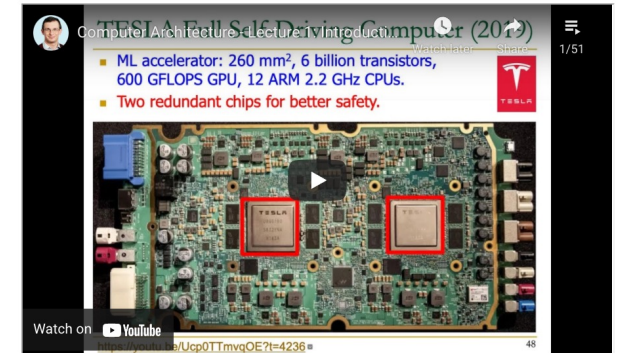 TESLA Full Self-Driving Computer (2019)
Computer Architecture - Lecture 1: Introducti...
Watch later
Share
1/51
ML accelerator: 260 mm², 6 billion transistors,
600 GFLOPS GPU, 12 ARM 2.2 GHz CPUs.
Two redundant chips for better safety.
TESLA
TESLA
TESLA
Watch on YouTube
https://youtu.be/Ucp0TTmvqOE?t=4236
48